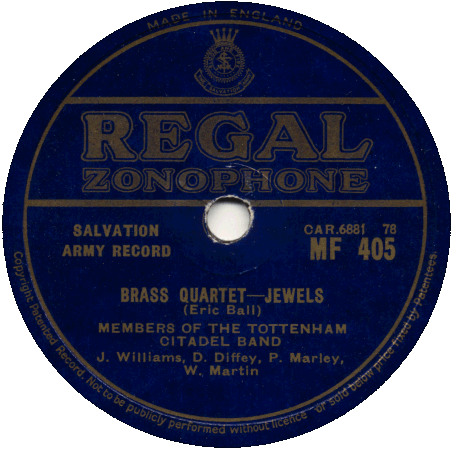 MADE IN ENGLAND
REGAL
ZONOPHONE
SALVATION
ARMY RECORD
CAR.6881 78
MF 405
BRASS QUARTET—JEWELS
(Eric Ball)
MEMBERS OF THE TOTTENHAM
CITADEL BAND
J. Williams, D. Diffey, P. Marley,
W. Martin
Copyright Patented Record, Not to be publicly performed without licence or sold below price fixed by Patentees.